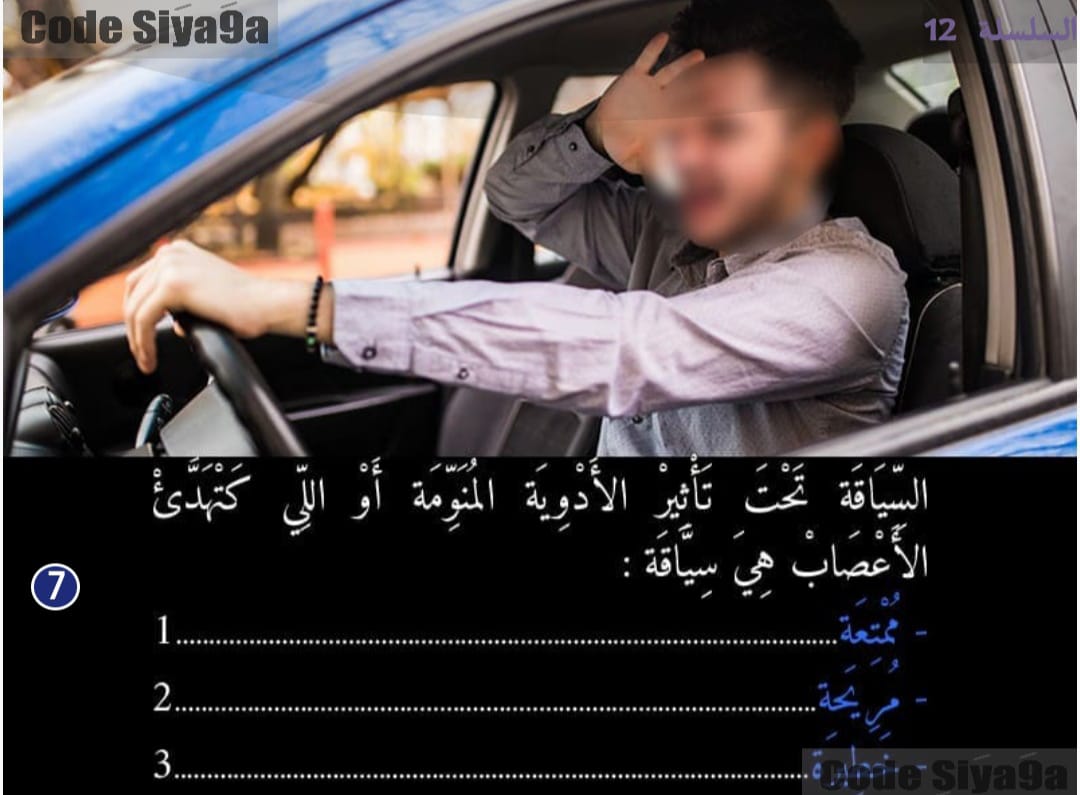 Code Siya9a
السلسلة 12
السِّيَاقَة تَحْتَ تَأْثِيرْ الأَدْوِيَة المُنَوِّمَة أَوْ اللِّي كَتْهَدَّئْ
الأَعْصَابْ هِيَ سِيَّاقَة :
7
- مُمْتِعَة 1
- مُرِيحَة 2
- 3
Code Siya9a